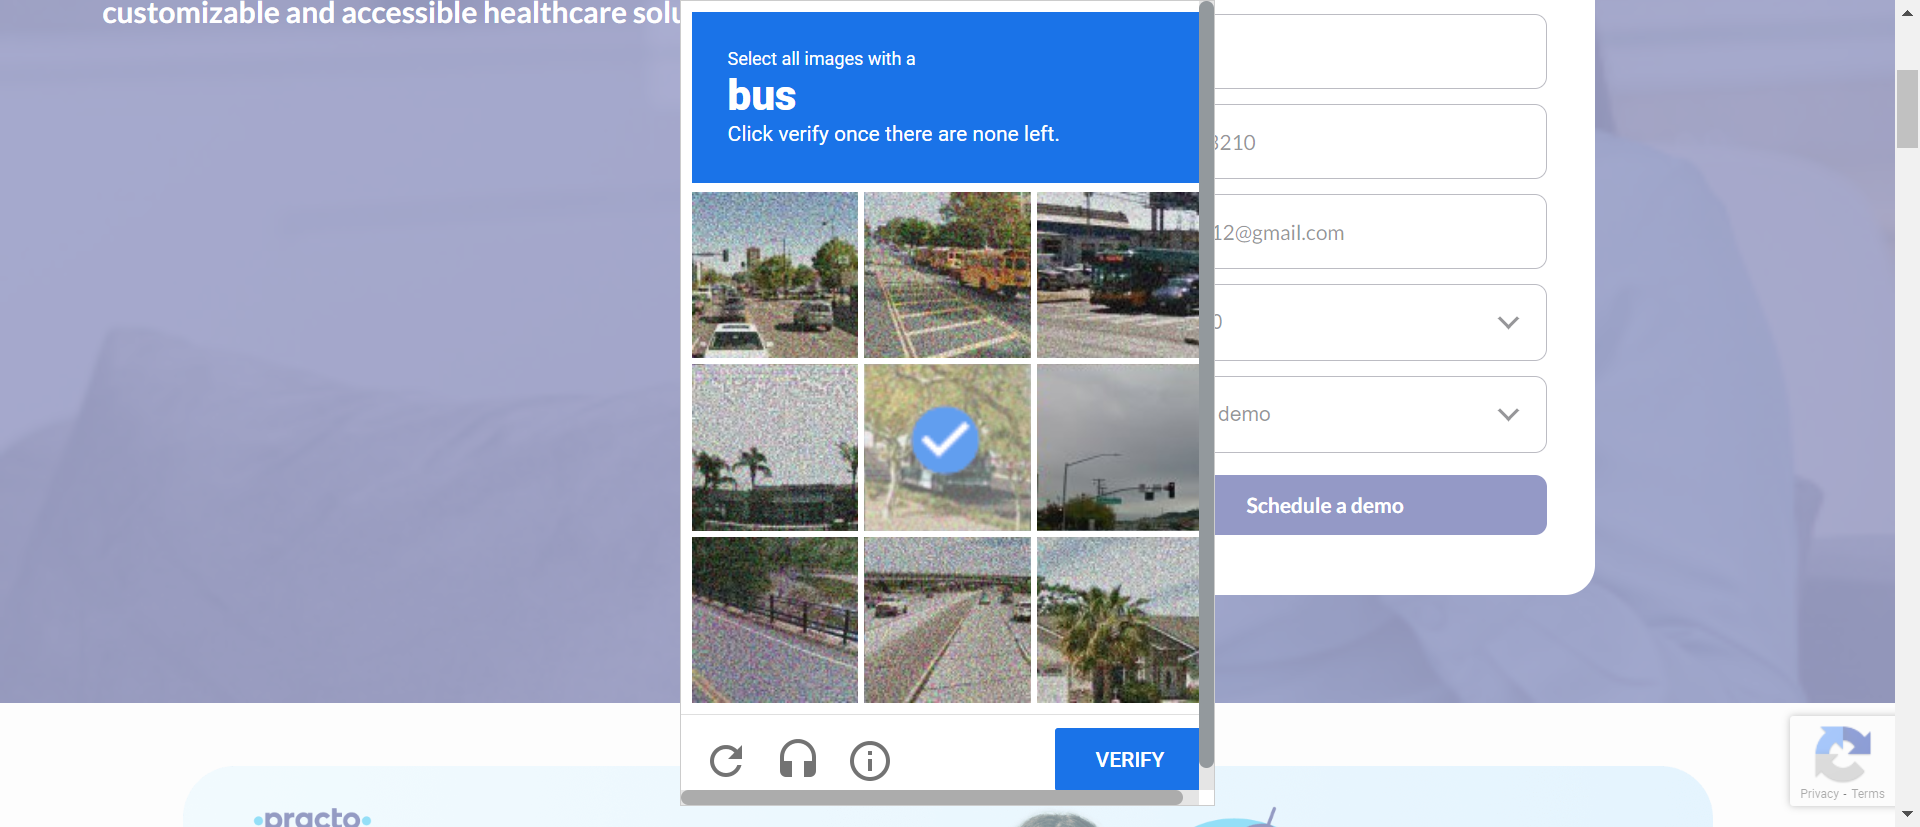 customizable and accessible healthcare solu
Select all images with a
bus
Click verify once there are none left.
3210
12@gmail.com
0
demo
Schedule a demo
VERIFY
Privacy - Terms
practo